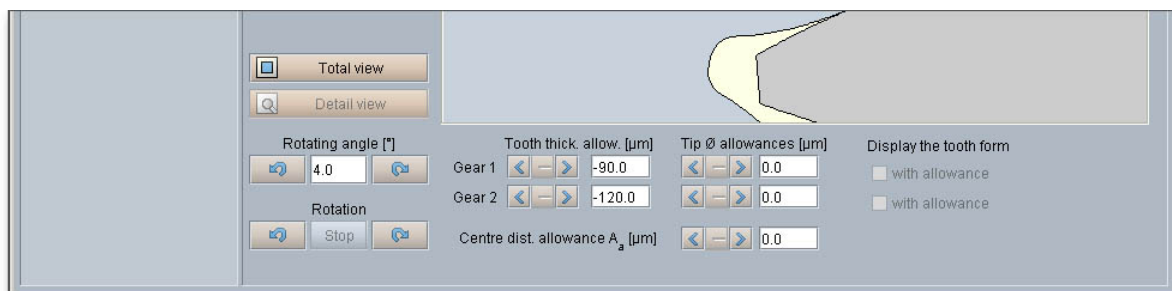 Total view
Detail view
Rotating angle [°] Tooth thick. allow. [µm] Tip Ø allowances [µm] Display the tooth form
4.0 Gear 1 -90.0 0.0 with allowance
Gear 2 -120.0 0.0 with allowance
Rotation
Stop Centre dist. allowance Aa [µm] 0.0